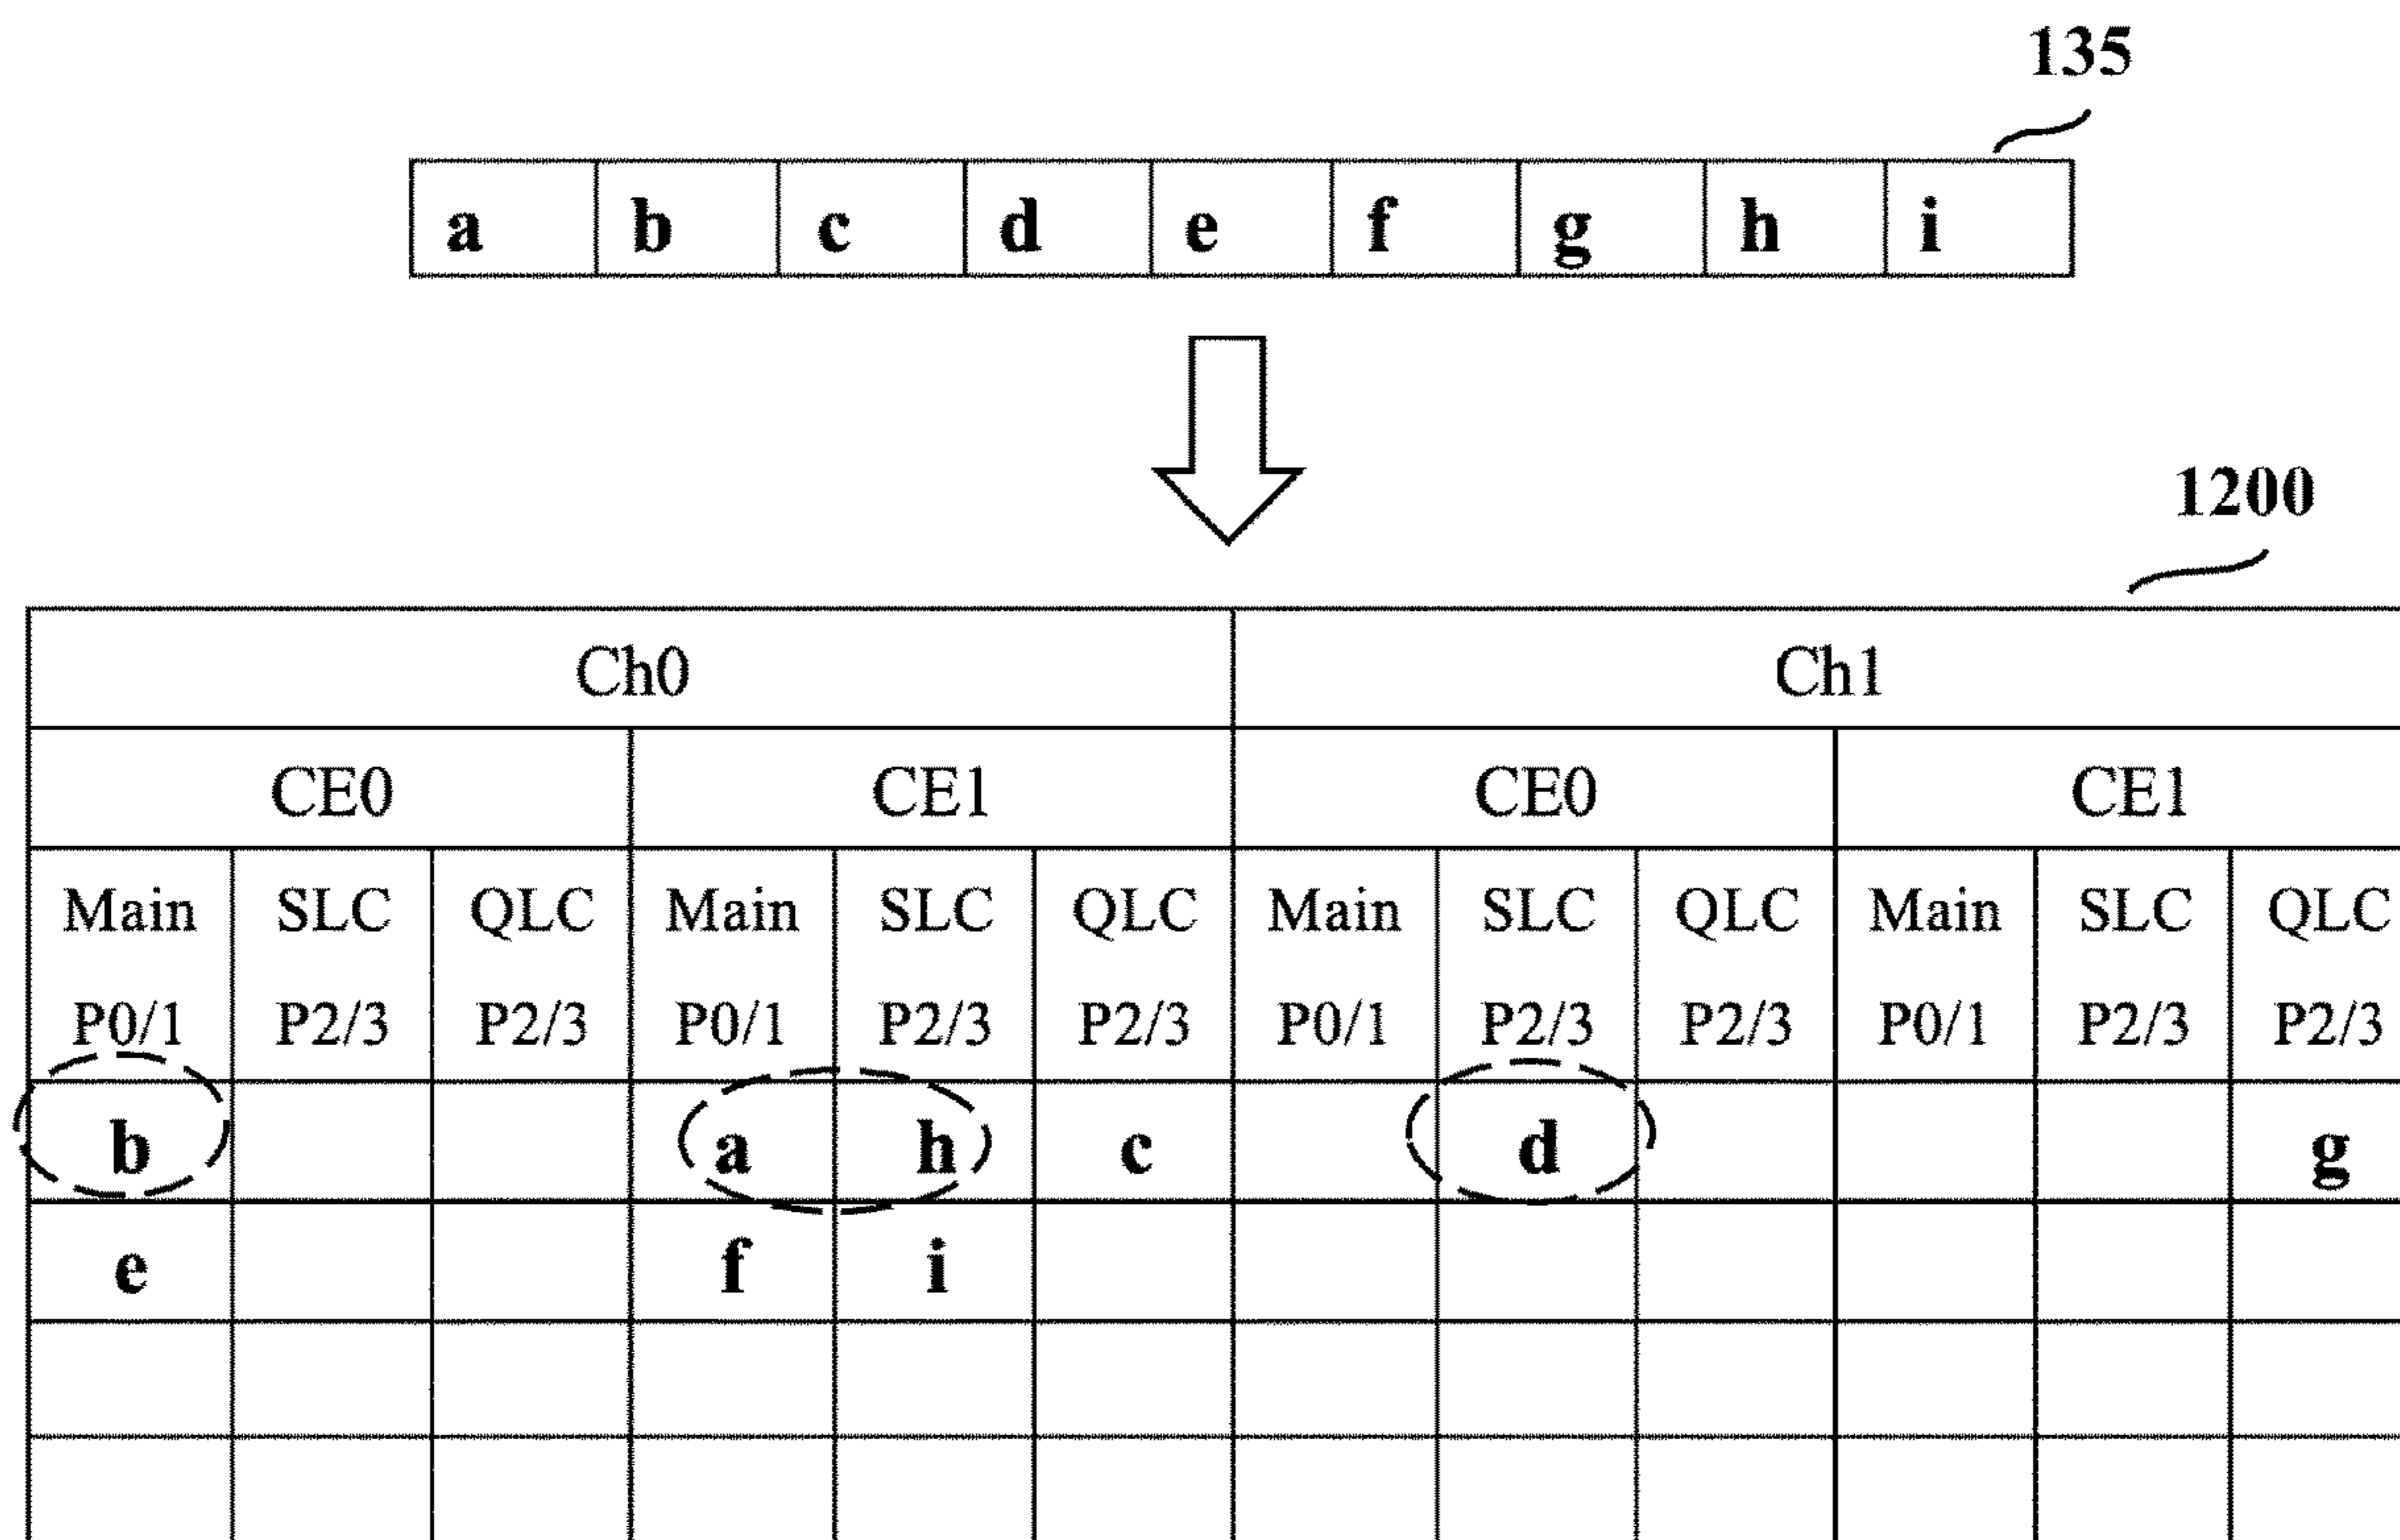 135
a b c d e f g h i
1200
Ch0 Ch1
CE0 CE1 CE0 CE1
Main SLC QLC Main SLC QLC Main SLC QLC Main SLC QLC
P0/1 P2/3 P2/3 P0/1 P2/3 P2/3 P0/1 P2/3 P2/3 P0/1 P2/3 P2/3
b a h c d g
e f i